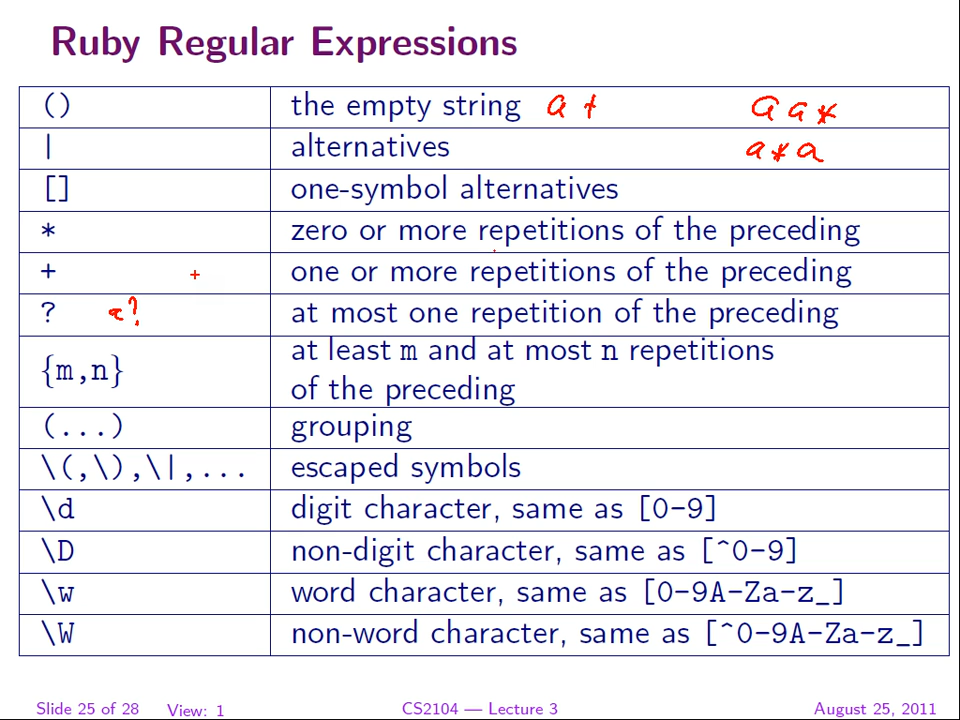 Ruby Regular Expressions
() the empty string a + a a *
| alternatives a * a
[] one-symbol alternatives
* zero or more repetitions of the preceding
+ + one or more repetitions of the preceding
? a? at most one repetition of the preceding
{m,n} at least m and at most n repetitions
of the preceding
(...) grouping
\(,\),\|,... escaped symbols
\d digit character, same as [0-9]
\D non-digit character, same as [^0-9]
\w word character, same as [0-9A-Za-z_]
\W non-word character, same as [^0-9A-Za-z_]
Slide 25 of 28 View: 1 CS2104 — Lecture 3 August 25, 2011